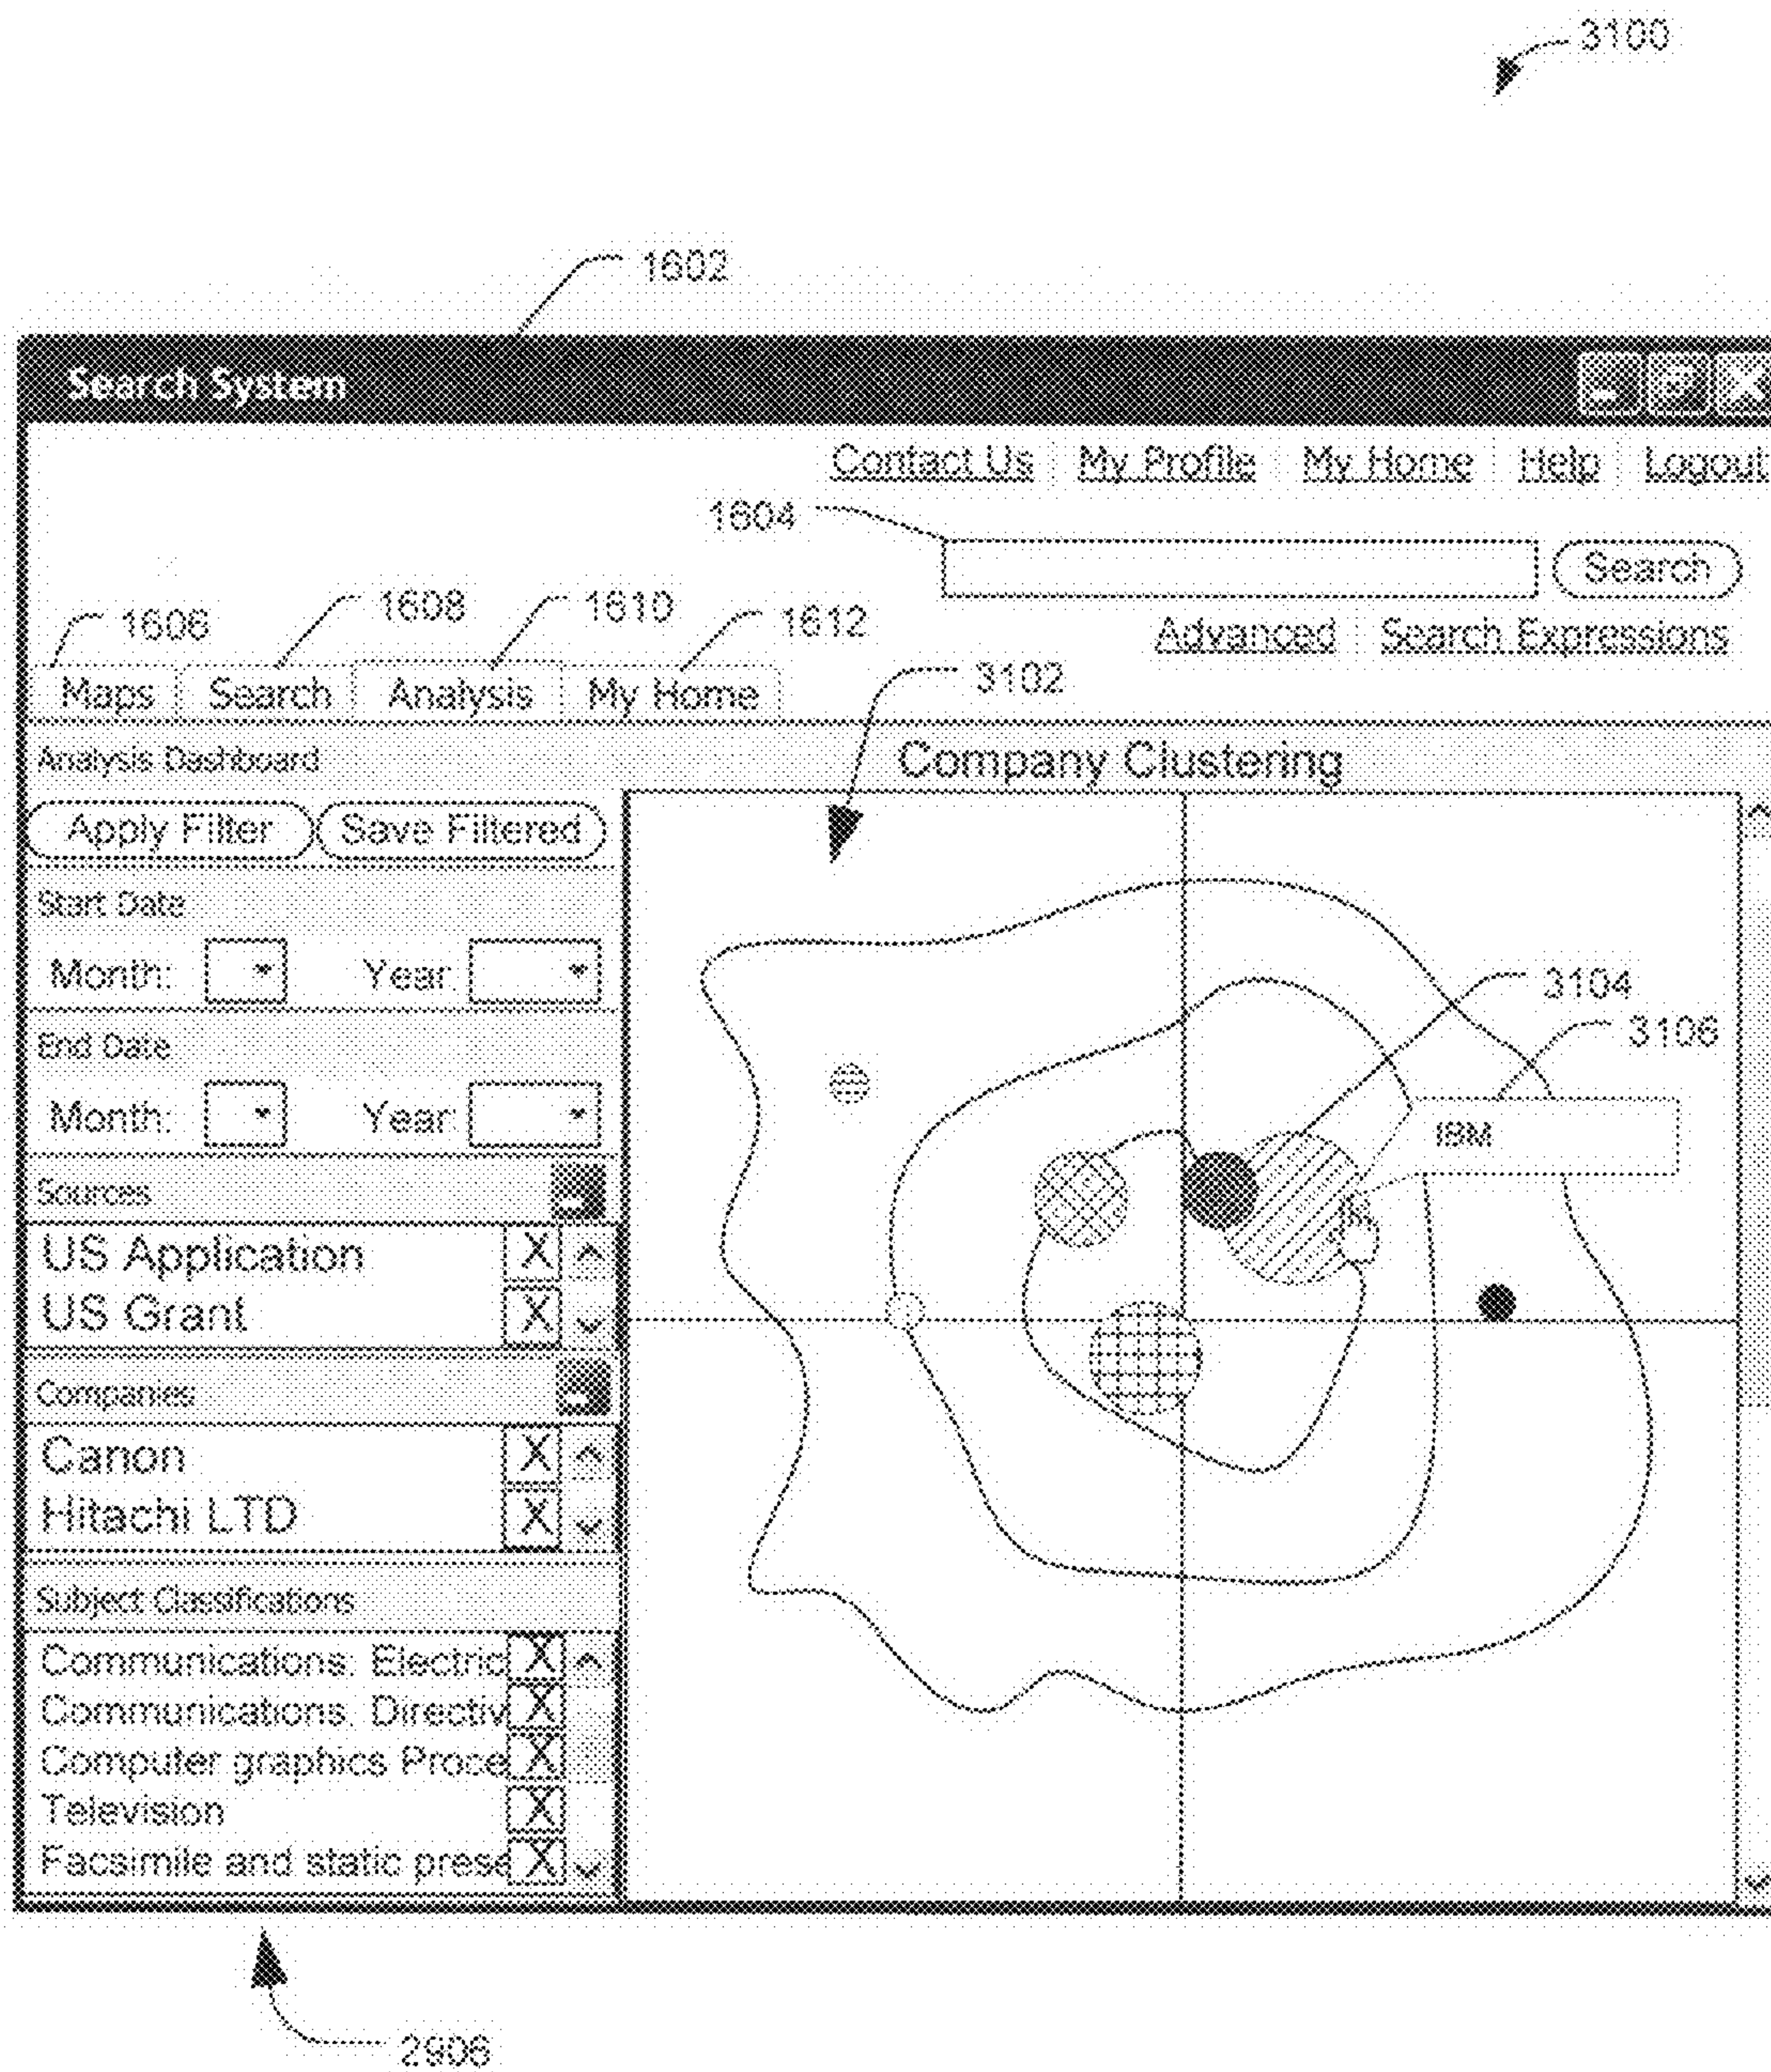 3100
1602
Search System
Contact Us My Profile My Home Help Logout
1604
Search
1606 1608 1610 1612
Advanced Search Expressions
3102
Maps Search Analysis My Home
Analysis Dashboard
Company Clustering
Apply Filter Save Filtered
Start Date
Month: Year:
3104
3106
End Date
Month: Year:
IBM
Sources
US Application X
US Grant X
Companies
Canon X
Hitachi LTD X
Subject Classifications
Communications: Electric X
Communications: Directiv X
Computer graphics Proce X
Television X
Facsimile and static prese X
2906